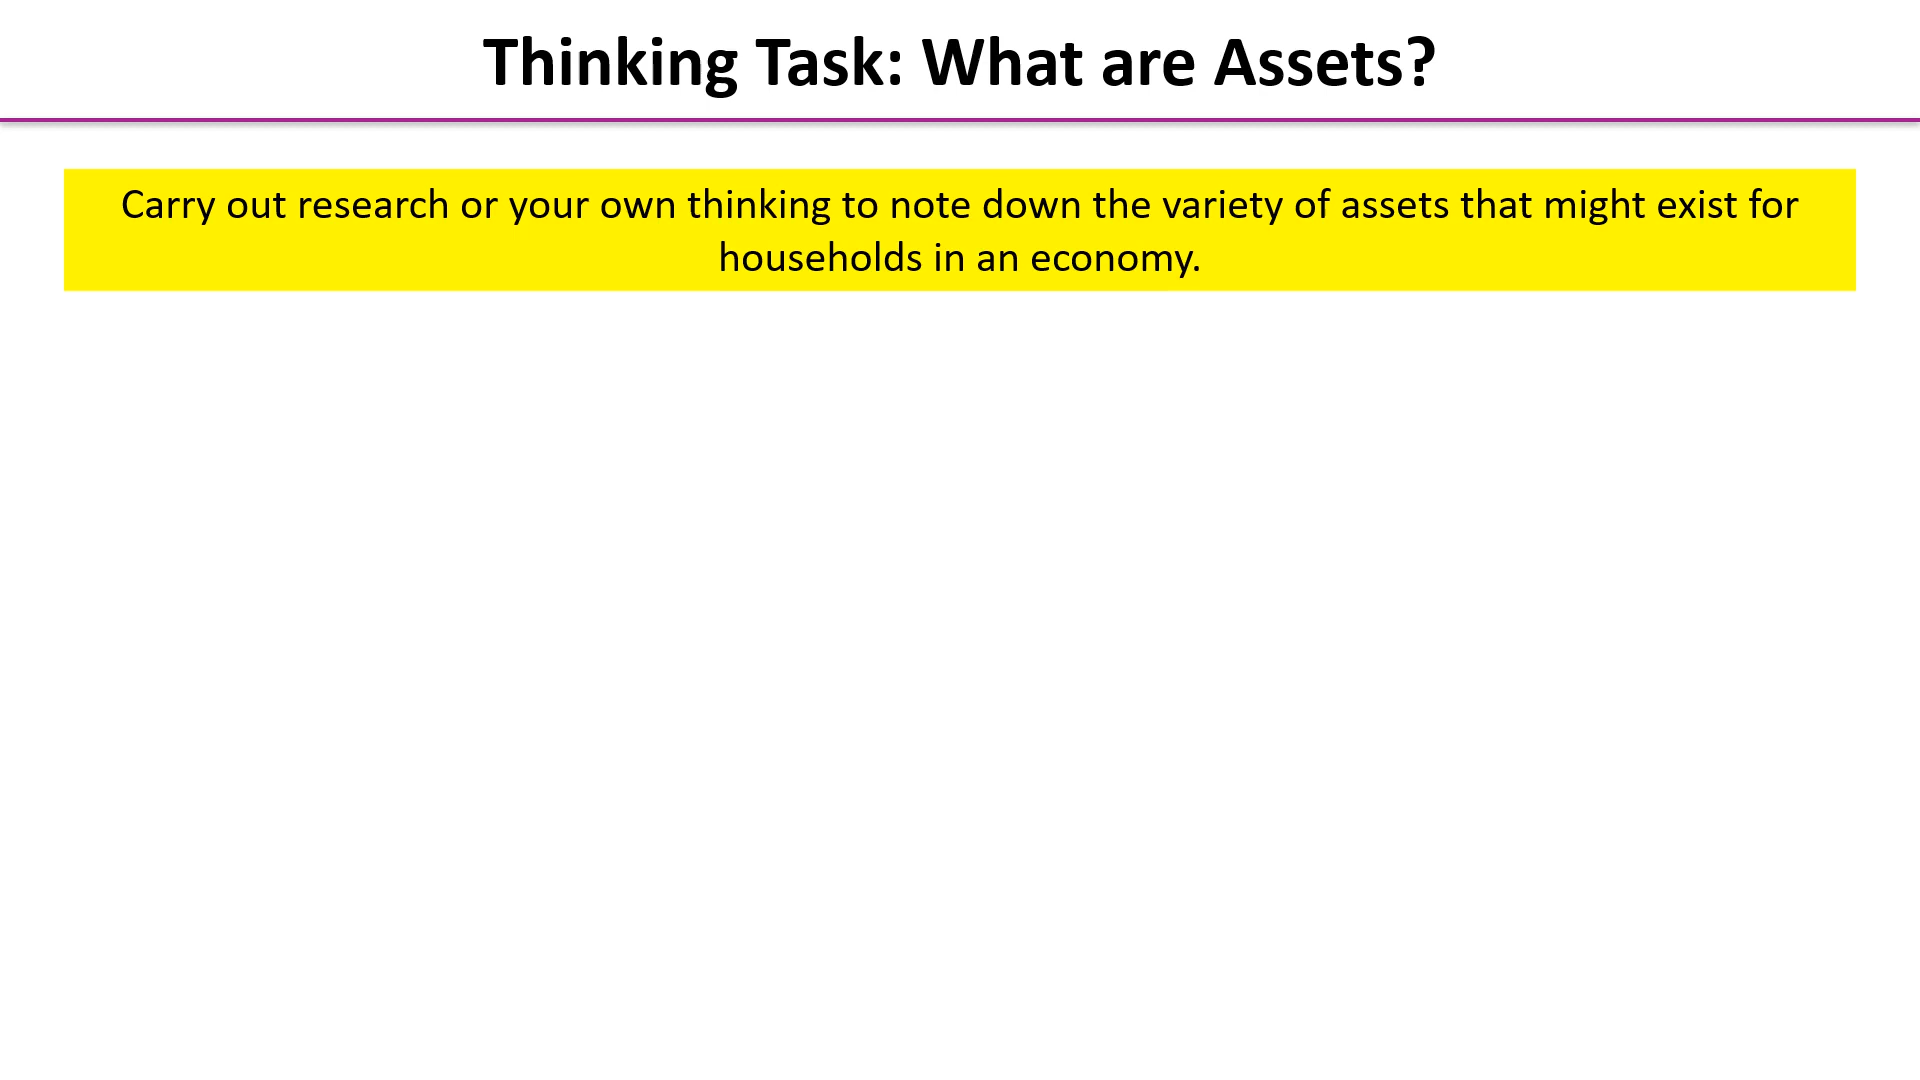 Thinking Task: What are Assets?
Carry out research or your own thinking to note down the variety of assets that might exist for
households in an economy.